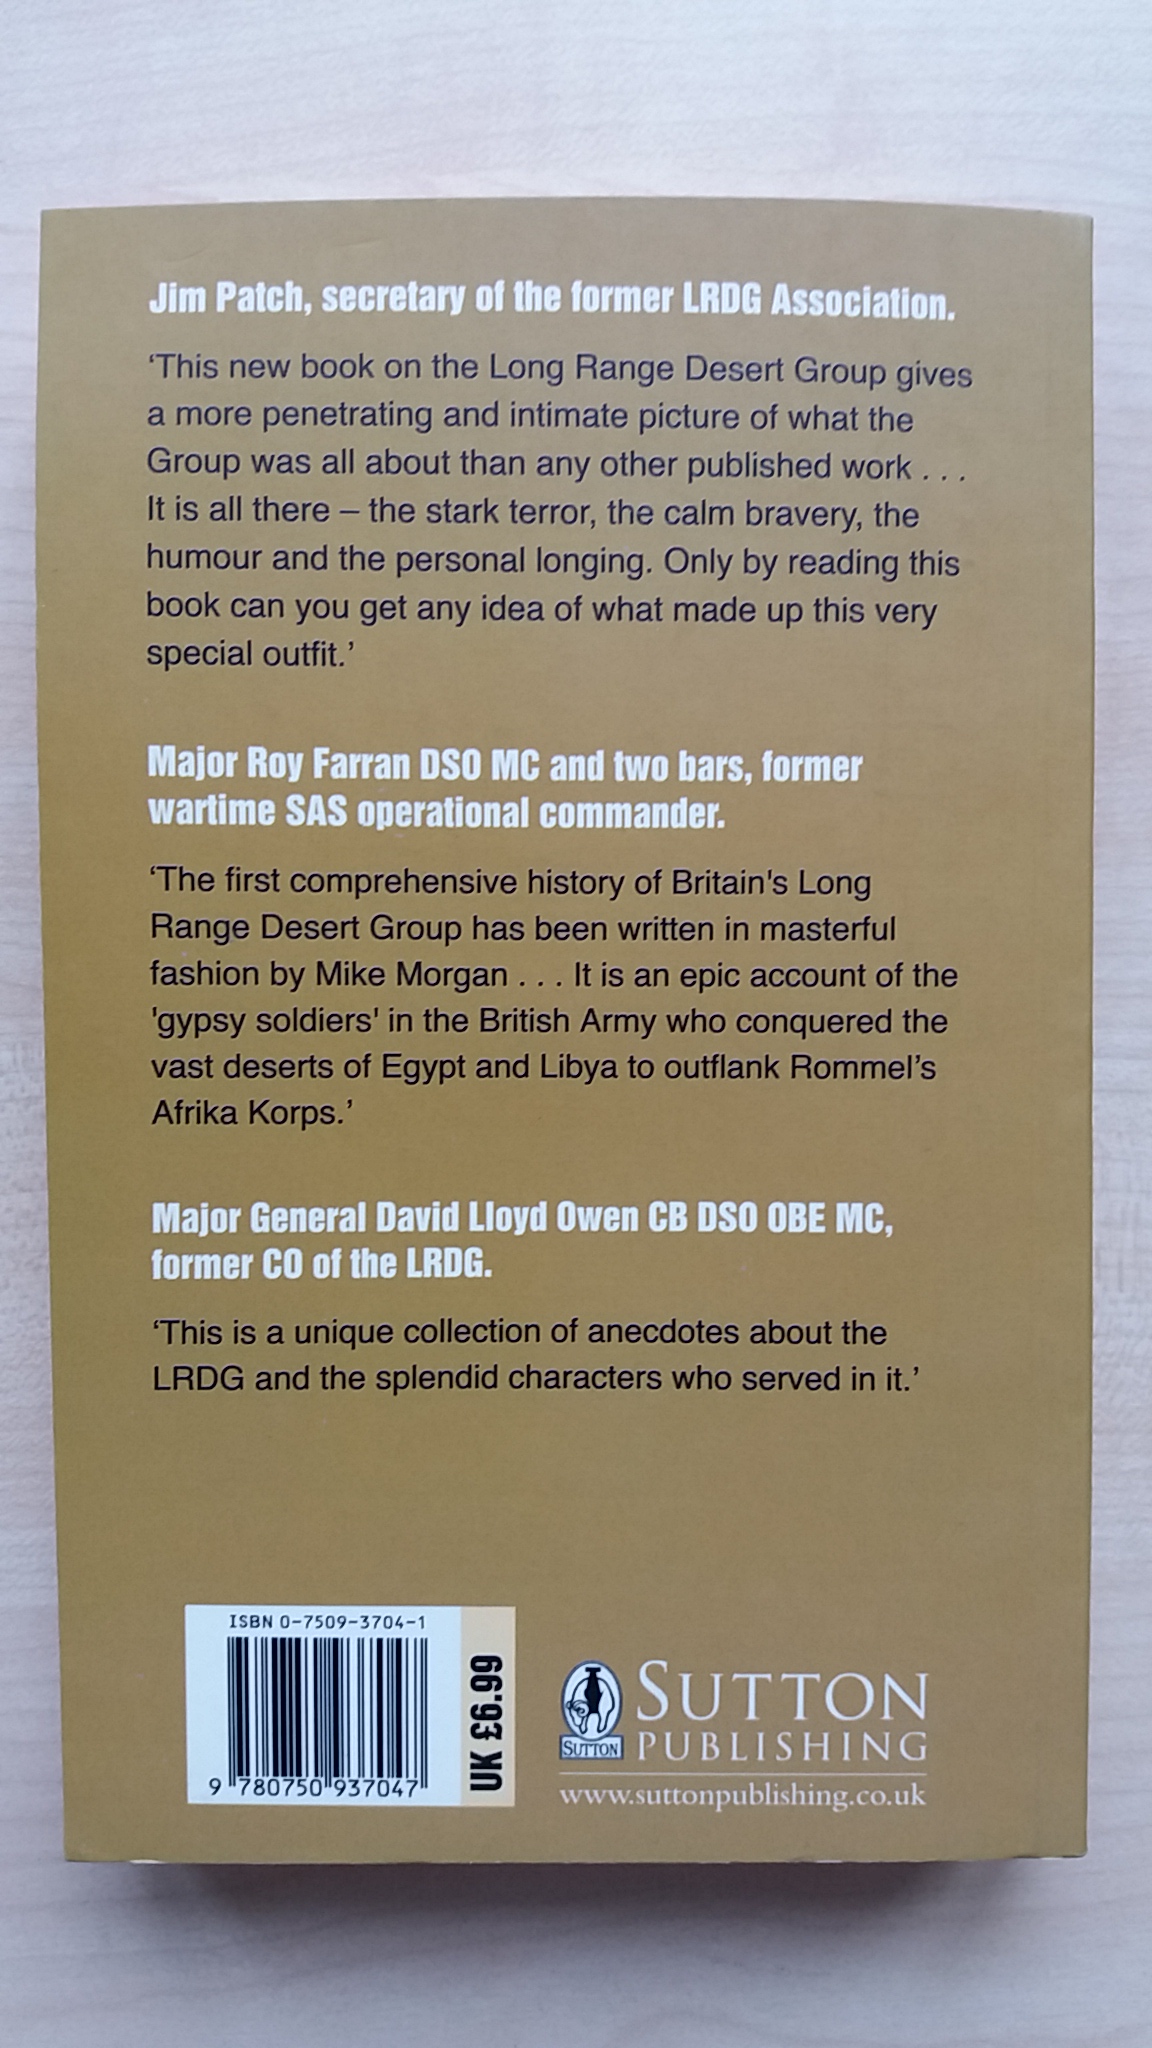 Jim Patch, secretary of the former LRDG Association.
‘This new book on the Long Range Desert Group gives
a more penetrating and intimate picture of what the
Group was all about than any other published work . . .
It is all there – the stark terror, the calm bravery, the
humour and the personal longing. Only by reading this
book can you get any idea of what made up this very
special outfit.’
Major Roy Farran DSO MC and two bars, former
wartime SAS operational commander.
‘The first comprehensive history of Britain's Long
Range Desert Group has been written in masterful
fashion by Mike Morgan . . . It is an epic account of the
'gypsy soldiers' in the British Army who conquered the
vast deserts of Egypt and Libya to outflank Rommel’s
Afrika Korps.’
Major General David Lloyd Owen CB DSO OBE MC,
former CO of the LRDG.
‘This is a unique collection of anecdotes about the
LRDG and the splendid characters who served in it.’
ISBN 0-7509-3704-1
9 780750 937047
UK £6.99
SUTTON
SUTTON
PUBLISHING
www.suttonpublishing.co.uk